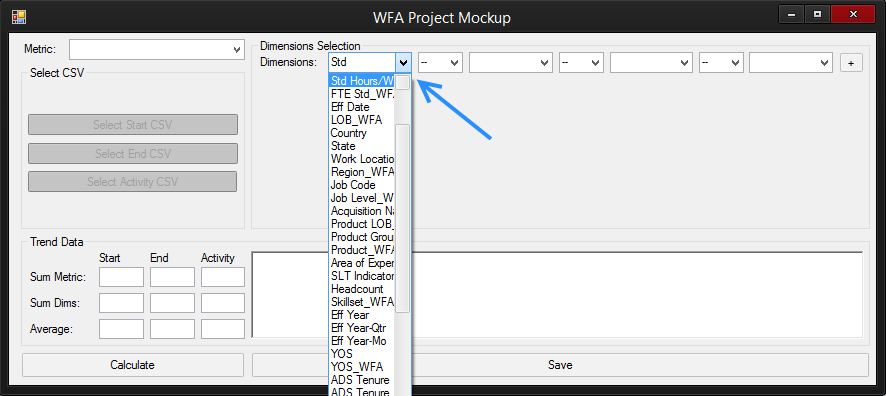 WFA Project Mockup
Metric:
Dimensions Selection
Dimensions: Std -- -- -- +
Select CSV
Select Start CSV
Select End CSV
Select Activity CSV
Std Hours/W
FTE Std_WFA
Eff Date
LOB_WFA
Country
State
Work Locatio
Region_WFA
Job Code
Job Level_W
Acquisition Na
Product LOB_
Product Grou
Product_WFA
Area of Exper
SLT Indicator
Headcount
Skillset_WFA
Eff Year
Eff Year-Qtr
Eff Year-Mo
YOS
YOS_WFA
ADS Tenure
ADS Tenure
Trend Data
Start End Activity
Sum Metric:
Sum Dims:
Average:
Calculate
Save